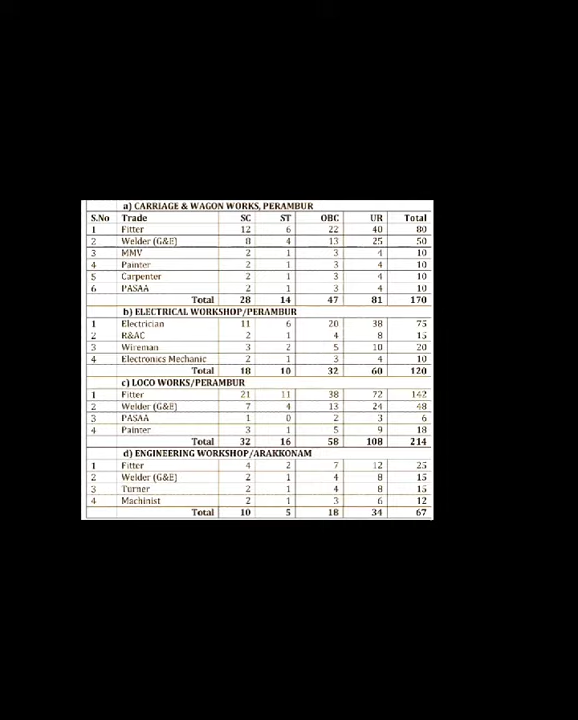 a) CARRIAGE & WAGON WORKS, PERAMBUR
S.No Trade SC ST OBC UR Total
1 Fitter 12 6 22 40 80
2 Welder (G&E) 8 4 13 25 50
3 MMV 2 1 3 4 10
4 Painter 2 1 3 4 10
5 Carpenter 2 1 3 4 10
6 PASAA 2 1 3 4 10
Total 28 14 47 81 170
b) ELECTRICAL WORKSHOP/PERAMBUR
1 Electrician 11 6 20 38 75
2 R&AC 2 1 4 8 15
3 Wireman 3 2 5 10 20
4 Electronics Mechanic 2 1 3 4 10
Total 18 10 32 60 120
c) LOCO WORKS/PERAMBUR
1 Fitter 21 11 38 72 142
2 Welder (G&E) 7 4 13 24 48
3 PASAA 1 0 2 3 6
4 Painter 3 1 5 9 18
Total 32 16 58 108 214
d) ENGINEERING WORKSHOP/ARAKKONAM
1 Fitter 4 2 7 12 25
2 Welder (G&E) 2 1 4 8 15
3 Turner 2 1 4 8 15
4 Machinist 2 1 3 6 12
Total 10 5 18 34 67